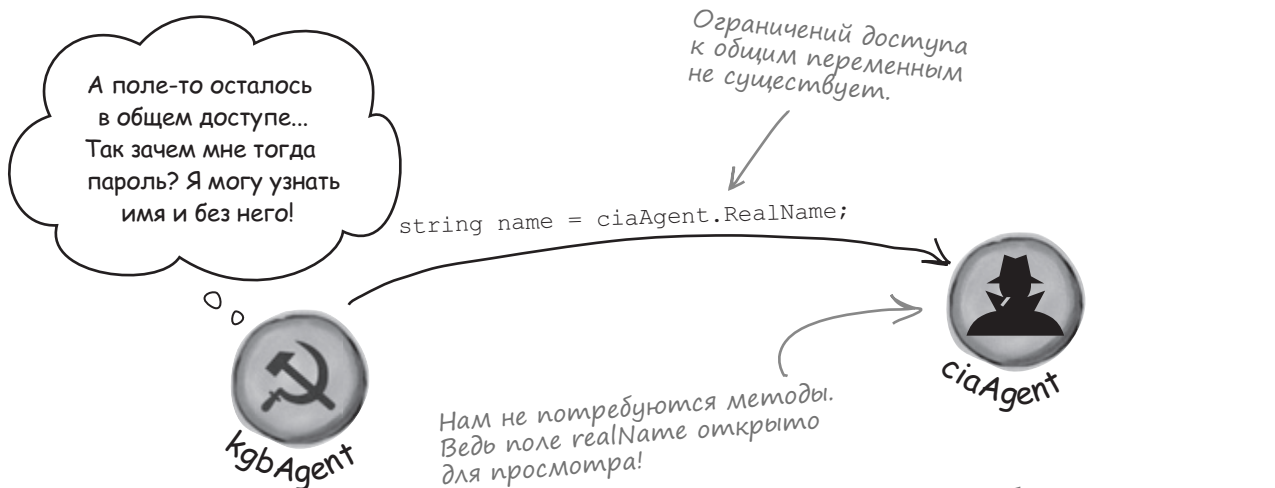 Ограничений доступа
к общим переменным
не существует.
А поле-то осталось
в общем доступе...
Так зачем мне тогда
пароль? Я могу узнать
имя и без него!
string name = ciaAgent.RealName;
ciaAgent
Нам не потребуются методы.
Ведь поле realName открыто
для просмотра!
kgbAgent